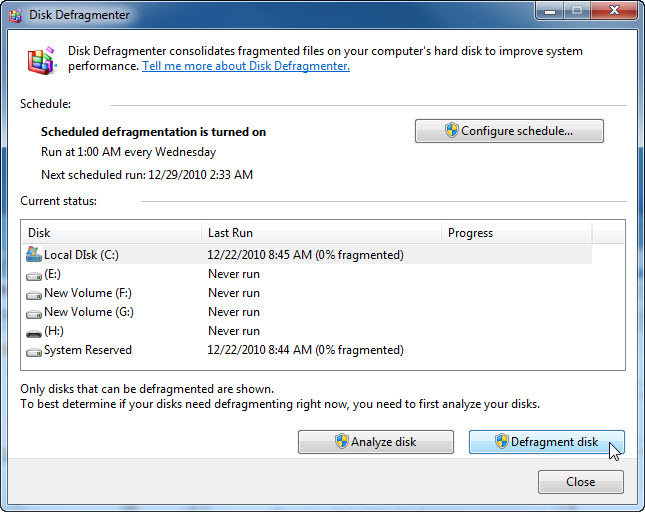 Disk Defragmenter
Disk Defragmenter consolidates fragmented files on your computer's hard disk to improve system
performance. Tell me more about Disk Defragmenter.
Schedule:
Scheduled defragmentation is turned on
Configure schedule...
Run at 1:00 AM every Wednesday
Next scheduled run: 12/29/2010 2:33 AM
Current status:
Disk Last Run Progress
Local DIsk (C:) 12/22/2010 8:45 AM (0% fragmented)
(E:) Never run
New Volume (F:) Never run
New Volume (G:) Never run
(H:) Never run
System Reserved 12/22/2010 8:44 AM (0% fragmented)
Only disks that can be defragmented are shown.
To best determine if your disks need defragmenting right now, you need to first analyze your disks.
Analyze disk Defragment disk
Close